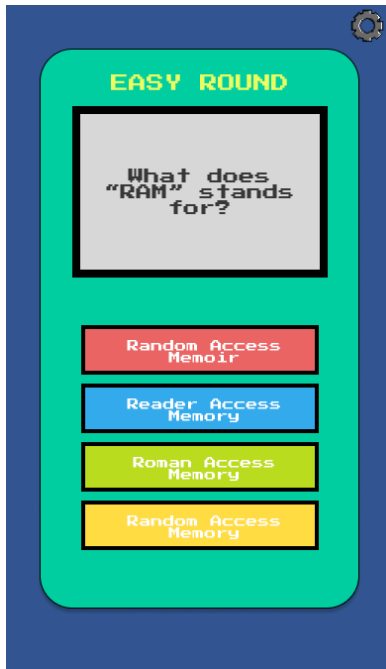 EASY ROUND
What does
“RAM” stands
for?
Random Access
Memoir
Reader Access
Memory
Roman Access
Memory
Random Access
Memory